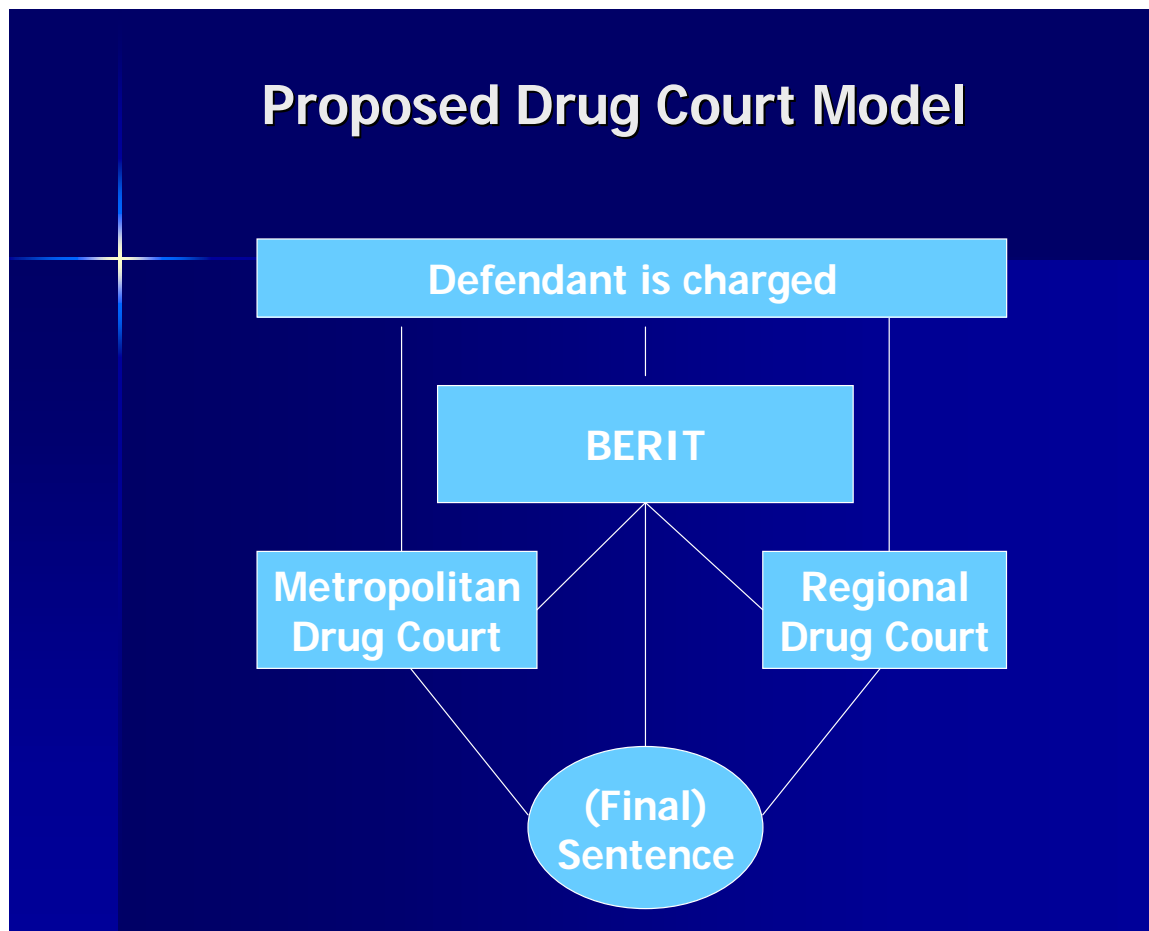 Proposed Drug Court Model
Defendant is charged
BERIT
Metropolitan
Drug Court
Regional
Drug Court
(Final)
Sentence